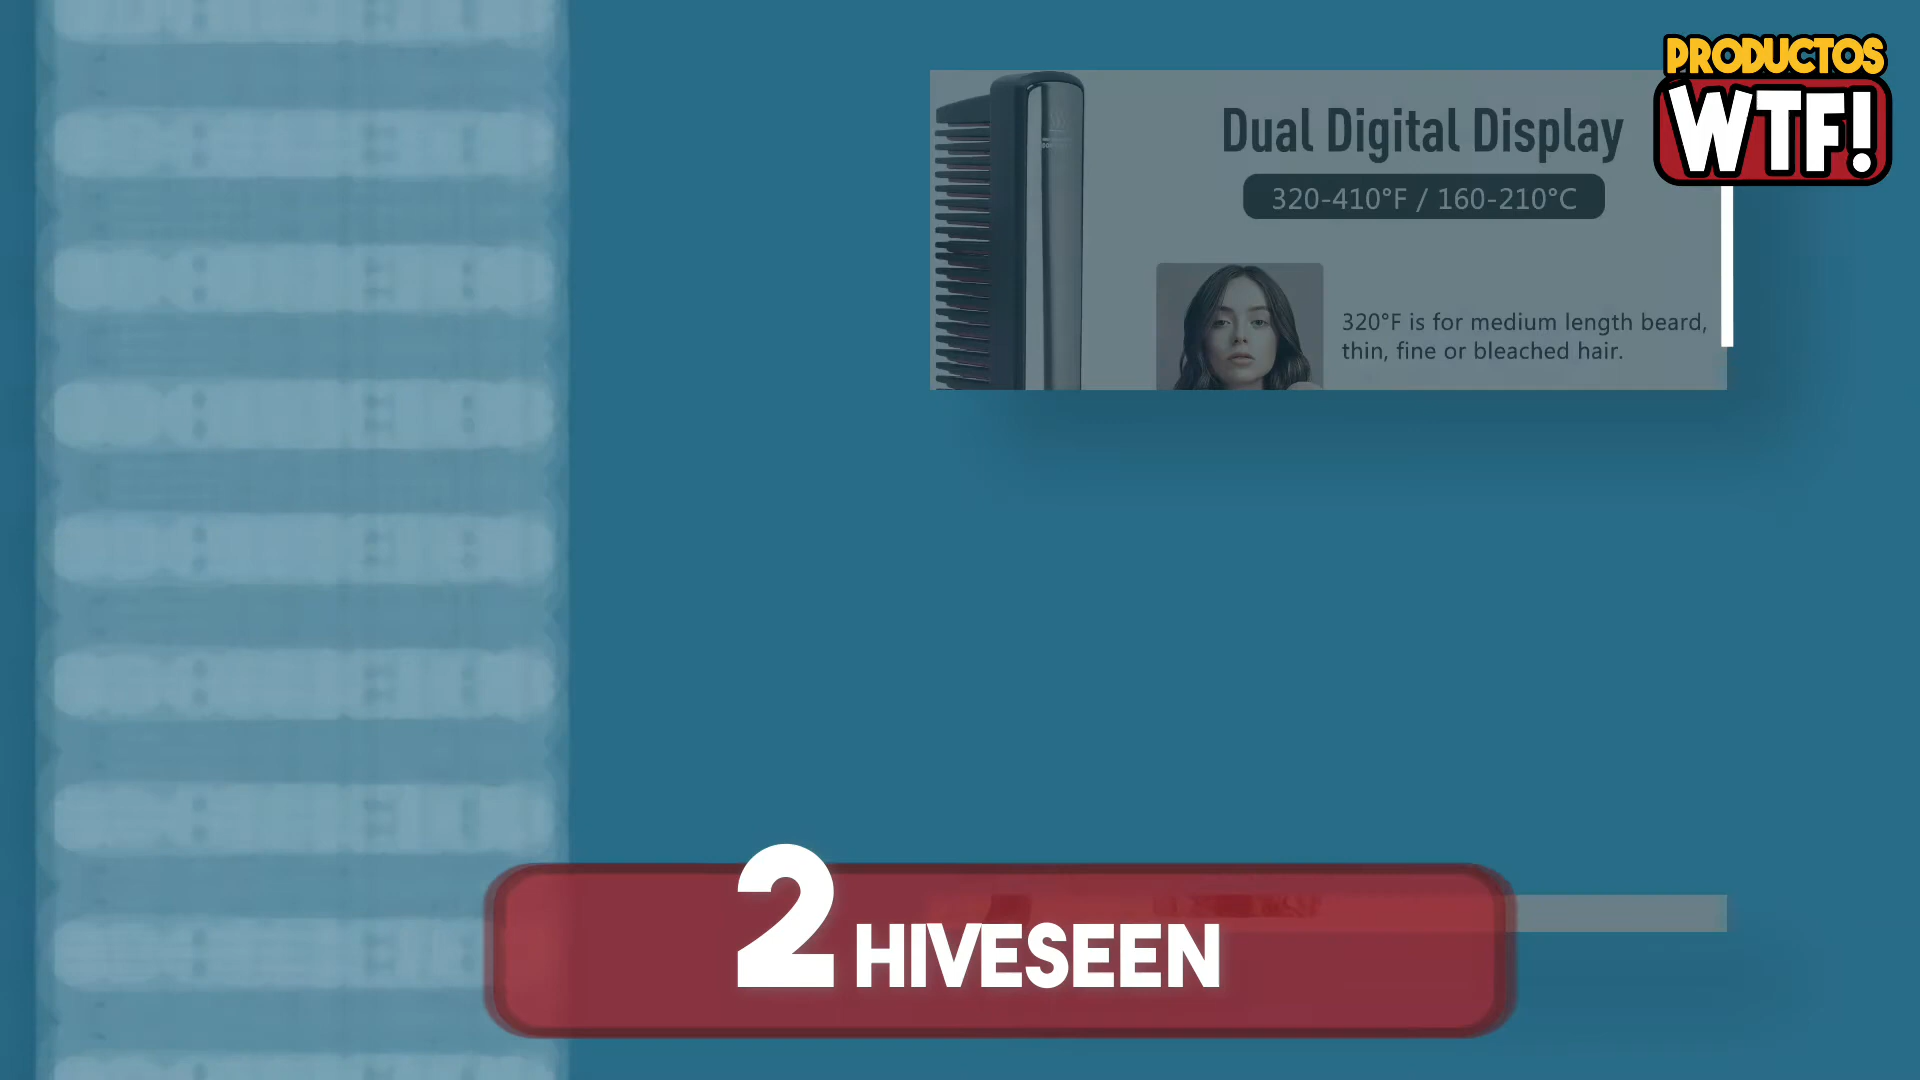 PRODUCTOS
WTF!
Dual Digital Display
320-410°F / 160-210°C
320°F is for medium length beard,
thin, fine or bleached hair.
2 HIVESEEN